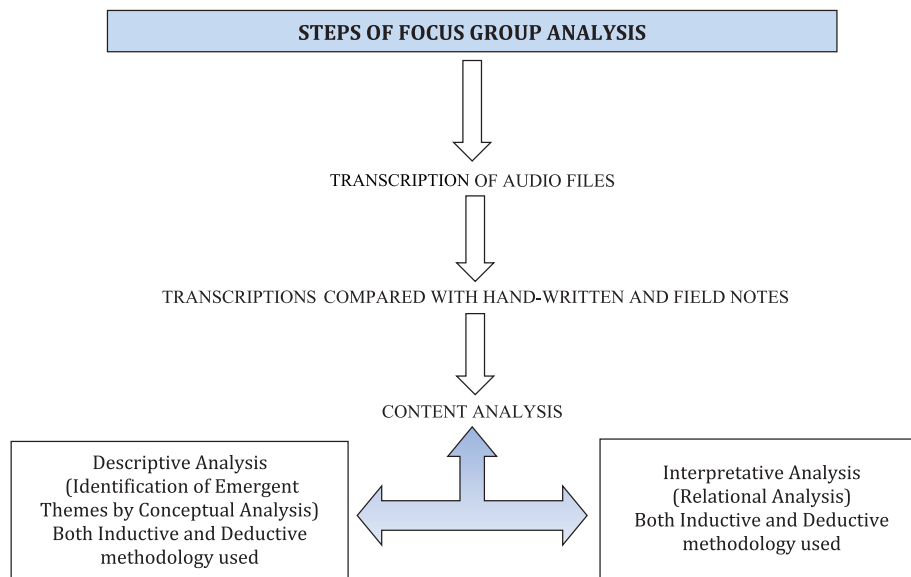 STEPS OF FOCUS GROUP ANALYSIS
TRANSCRIPTION OF AUDIO FILES
TRANSCRIPTIONS COMPARED WITH HAND-WRITTEN AND FIELD NOTES
CONTENT ANALYSIS
Descriptive Analysis
(Identification of Emergent
Themes by Conceptual Analysis)
Both Inductive and Deductive
methodology used
Interpretative Analysis
(Relational Analysis)
Both Inductive and Deductive
methodology used